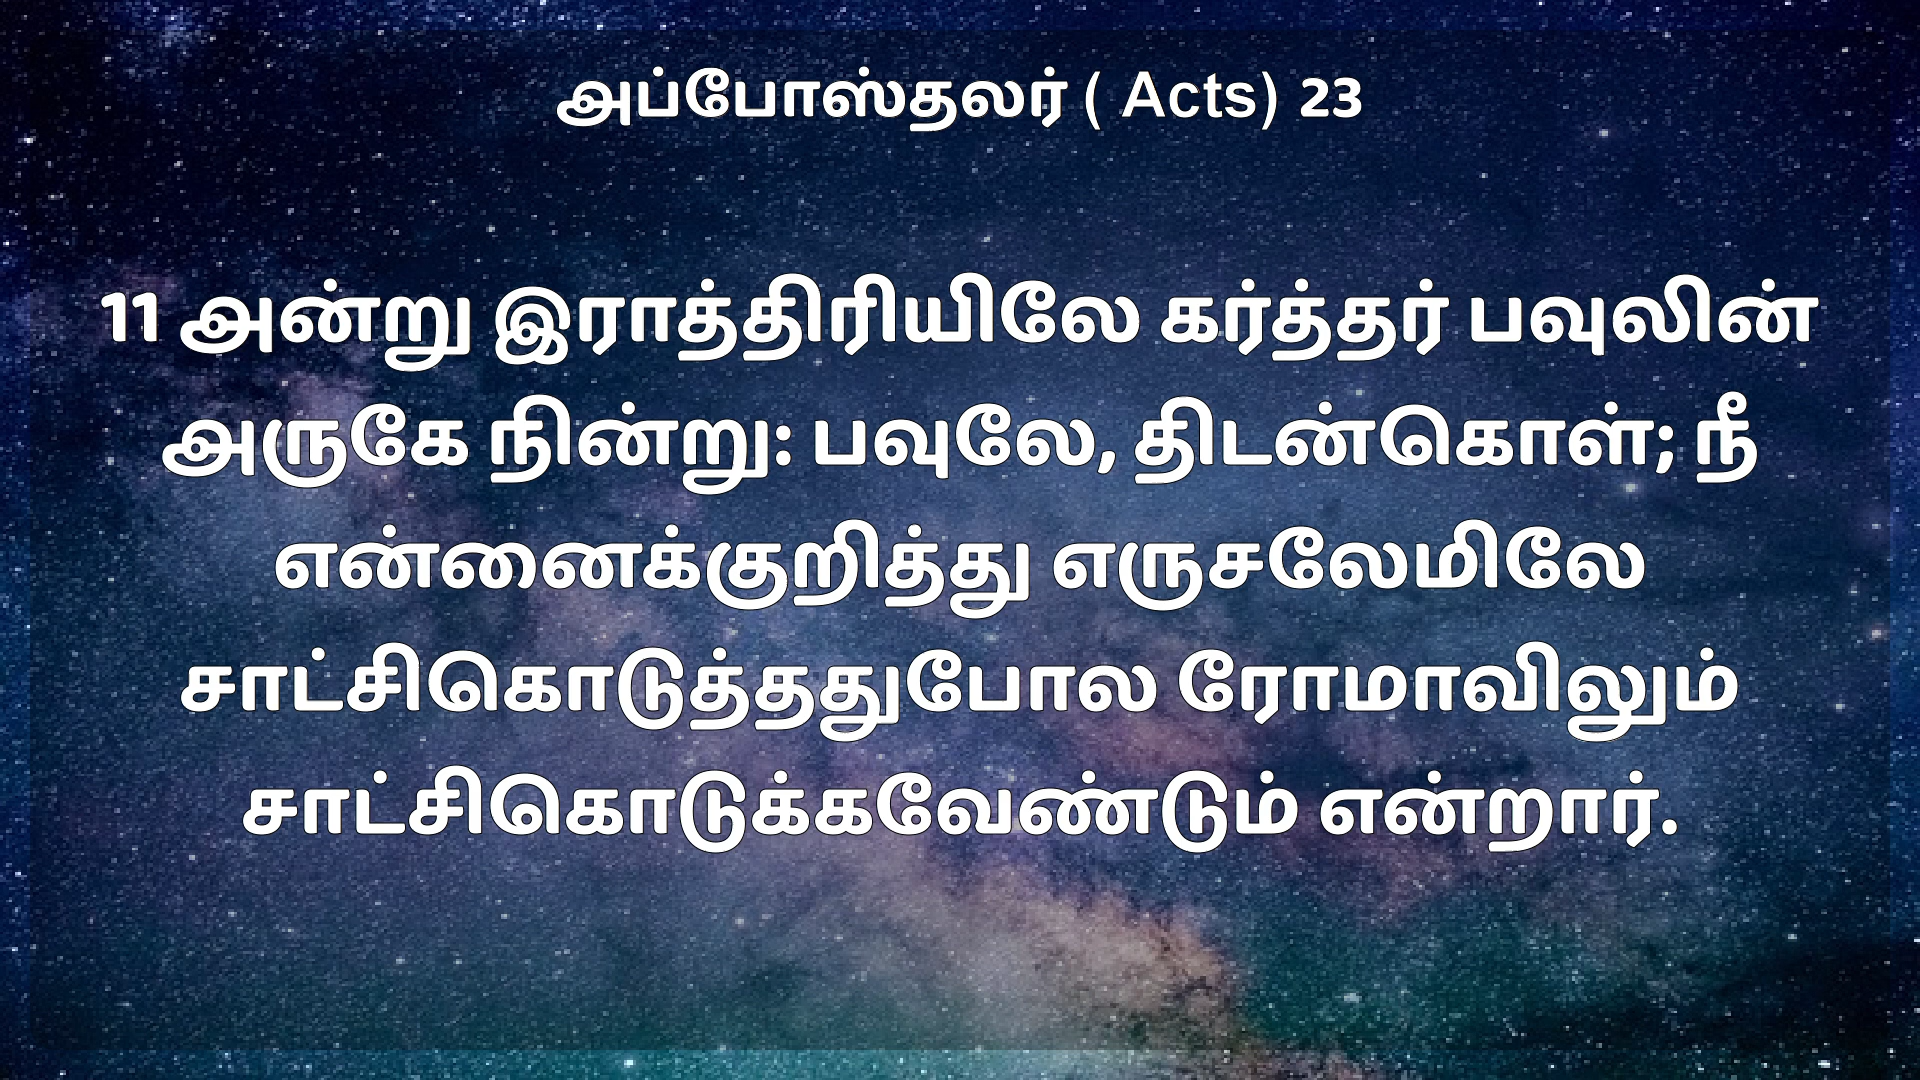 அப்போஸ்தலர் ( Acts) 23
11 அன்று இராத்திரியிலே கர்த்தர் பவுலின்
அருகே நின்று: பவுலே, திடன்கொள்; நீ
என்னைக்குறித்து எருசலேமிலே
சாட்சிகொடுத்ததுபோல ரோமாவிலும்
சாட்சிகொடுக்கவேண்டும் என்றார்.